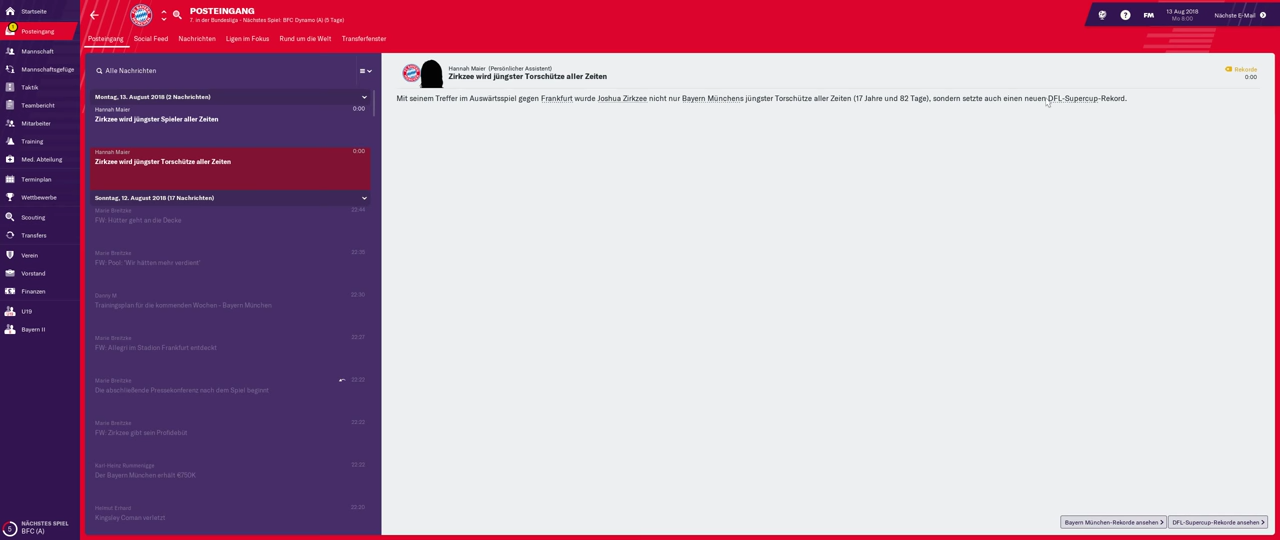 POSTEINGANG
7. in der Bundesliga - Nächstes Spiel: BFC Dynamo (A) (5 Tage)
FM
13 Aug 2018
Mo 8:00
Nächste E-Mail
Posteingang
Social Feed
Nachrichten
Ligen im Fokus
Rund um die Welt
Transferfenster
Startseite
Posteingang
Mannschaft
Mannschaftsgefüge
Taktik
Teambericht
Mitarbeiter
Training
Med. Abteilung
Terminplan
Wettbewerbe
Scouting
Transfers
Verein
Vorstand
Finanzen
U19
Bayern II
5
NÄCHSTES SPIEL
BFC (A)
Alle Nachrichten
Montag, 13. August 2018 (2 Nachrichten)
Hannah Maier 0:00
Zirkzee wird jüngster Spieler aller Zeiten
Hannah Maier 0:00
Zirkzee wird jüngster Torschütze aller Zeiten
Sonntag, 12. August 2018 (17 Nachrichten)
FW: Hütter geht an die Decke
FW: Pool: 'Wir hätten mehr verdient'
Danny M
Trainingsplan für die kommenden Wochen - Bayern München
FW: Allegri im Stadion Frankfurt entdeckt
Die abschließende Pressekonferenz nach dem Spiel beginnt
FW: Zirkzee gibt sein Profidebüt
Karl-Heinz Rummenigge
Der Bayern München erhält €750K
Kingsley Coman verletzt
Hannah Maier (Persönlicher Assistent)
Zirkzee wird jüngster Torschütze aller Zeiten
Rekorde
0:00
Mit seinem Treffer im Auswärtsspiel gegen Frankfurt wurde Joshua Zirkzee nicht nur Bayern Münchens jüngster Torschütze aller Zeiten (17 Jahre und 82 Tage), sondern setzte auch einen neuen DFL-Supercup-Rekord.
Bayern München-Rekorde ansehen
DFL-Supercup-Rekorde ansehen